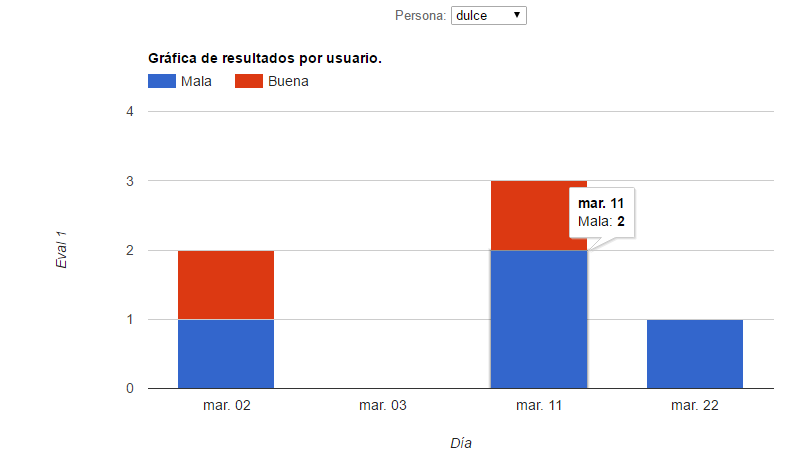 Persona: dulce
Gráfica de resultados por usuario.
Mala Buena
4
3
mar. 11
Mala: 2
Eval 1
2
1
0
mar. 02 mar. 03 mar. 11 mar. 22
Día